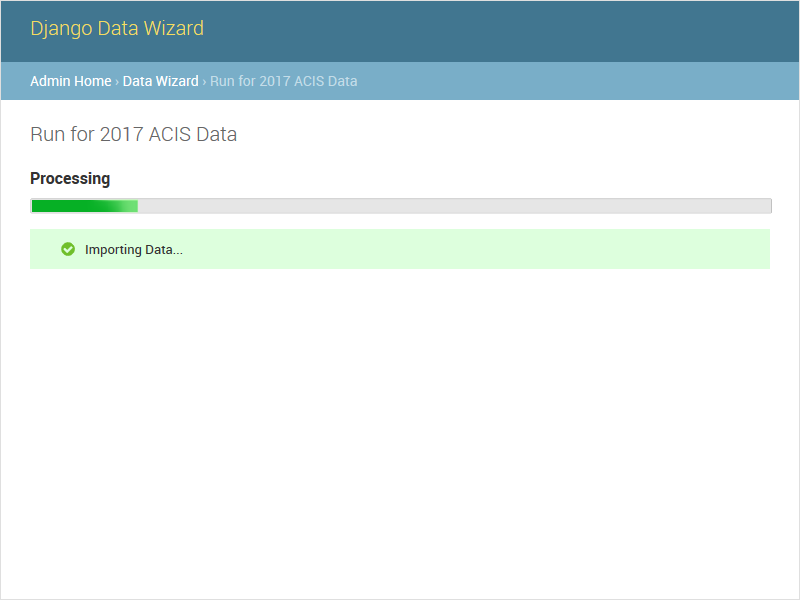 Django Data Wizard
Admin Home › Data Wizard › Run for 2017 ACIS Data
Run for 2017 ACIS Data
Processing
Importing Data...